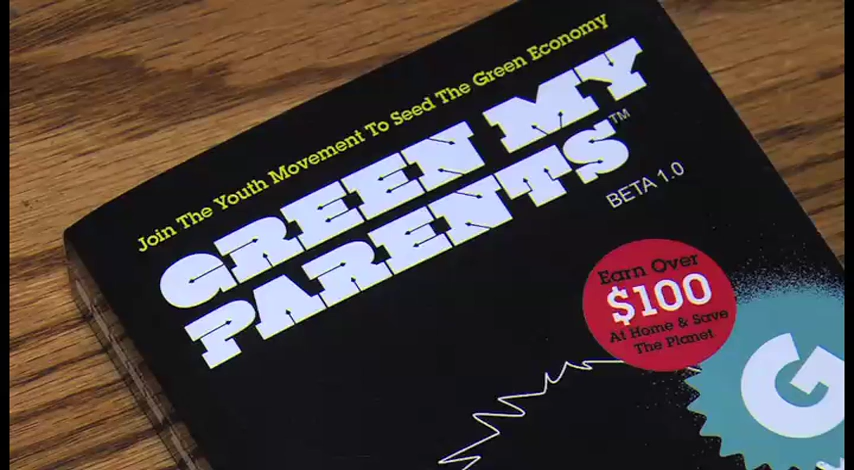 Join The Youth Movement To Seed The Green Economy
GREEN MY
PARENTS™
BETA 1.0
Earn Over
$100
At Home & Save
The Planet
G